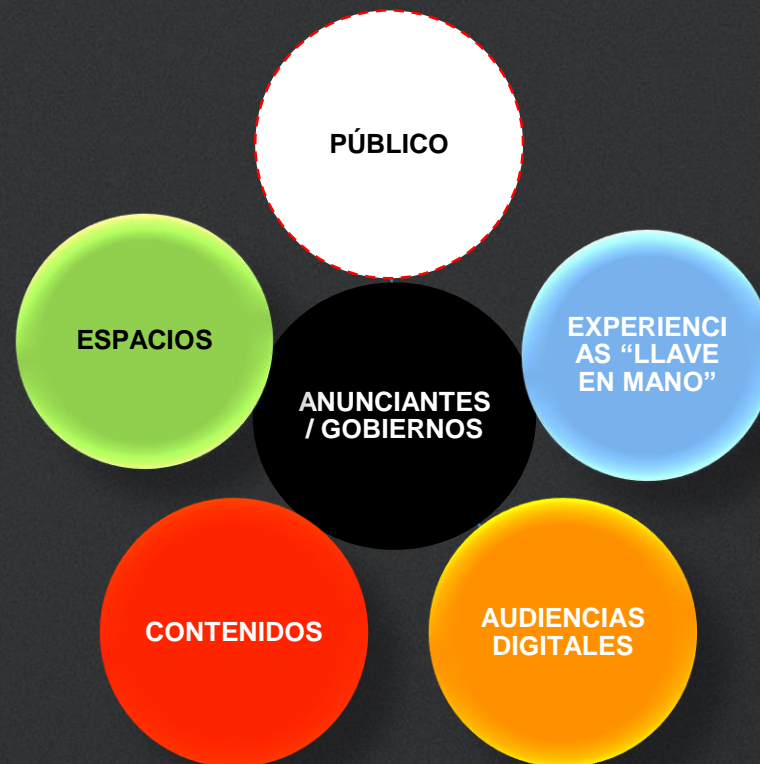 PÚBLICO
ESPACIOS
EXPERIENCI
AS “LLAVE
EN MANO”
ANUNCIANTES
/ GOBIERNOS
CONTENIDOS
AUDIENCIAS
DIGITALES